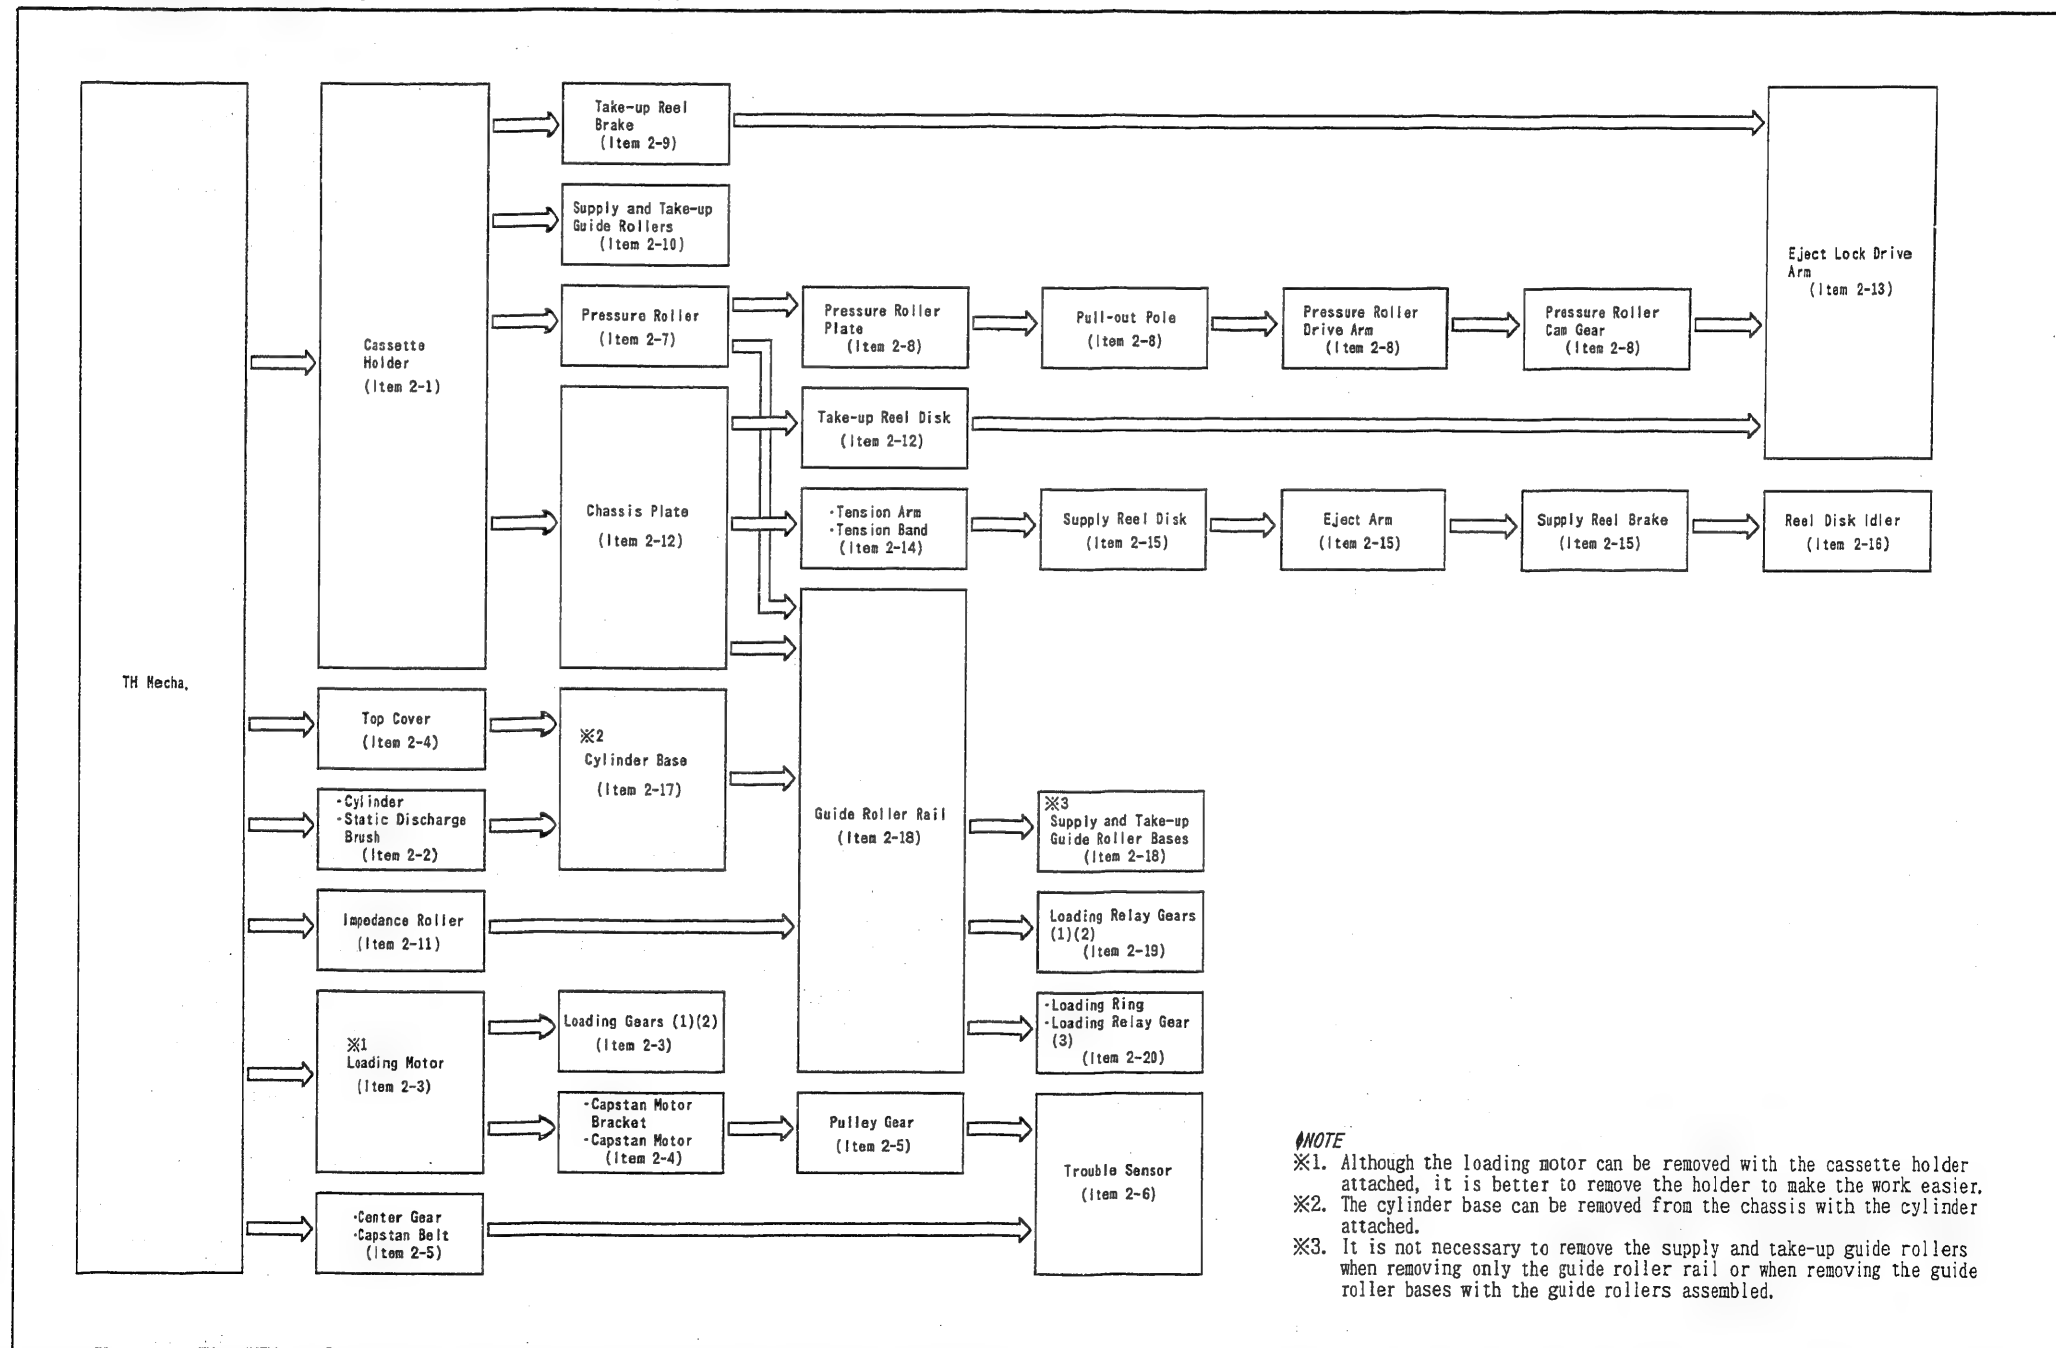 Take-up Reel
Brake
(Item 2-9)
Supply and Take-up
Guide Rollers
(Item 2-10)
Eject Lock Drive
Arm
(Item 2-13)
Pressure Roller
(Item 2-7)
Pressure Roller
Plate
(Item 2-8)
Pull-out Pole
(Item 2-8)
Pressure Roller
Drive Arm
(Item 2-8)
Pressure Roller
Cam Gear
(Item 2-8)
Cassette
Holder
(Item 2-1)
Take-up Reel Disk
(Item 2-12)
Chassis Plate
(Item 2-12)
·Tension Arm
·Tension Band
(Item 2-14)
Supply Reel Disk
(Item 2-15)
Eject Arm
(Item 2-15)
Supply Reel Brake
(Item 2-15)
Reel Disk Idler
(Item 2-16)
TH Mecha.
Top Cover
(Item 2-4)
※2
Cylinder Base
(Item 2-17)
·Cylinder
·Static Discharge
Brush
(Item 2-2)
Guide Roller Rail
(Item 2-18)
※3
Supply and Take-up
Guide Roller Bases
(Item 2-18)
Impedance Roller
(Item 2-11)
Loading Relay Gears
(1)(2)
(Item 2-19)
※1
Loading Motor
(Item 2-3)
Loading Gears (1)(2)
(Item 2-3)
·Loading Ring
·Loading Relay Gear
(3)
(Item 2-20)
·Capstan Motor
Bracket
·Capstan Motor
(Item 2-4)
Pulley Gear
(Item 2-5)
Trouble Sensor
(Item 2-6)
·Center Gear
·Capstan Belt
(Item 2-5)
NOTE
※1. Although the loading motor can be removed with the cassette holder
attached, it is better to remove the holder to make the work easier.
※2. The cylinder base can be removed from the chassis with the cylinder
attached.
※3. It is not necessary to remove the supply and take-up guide rollers
when removing only the guide roller rail or when removing the guide
roller bases with the guide rollers assembled.